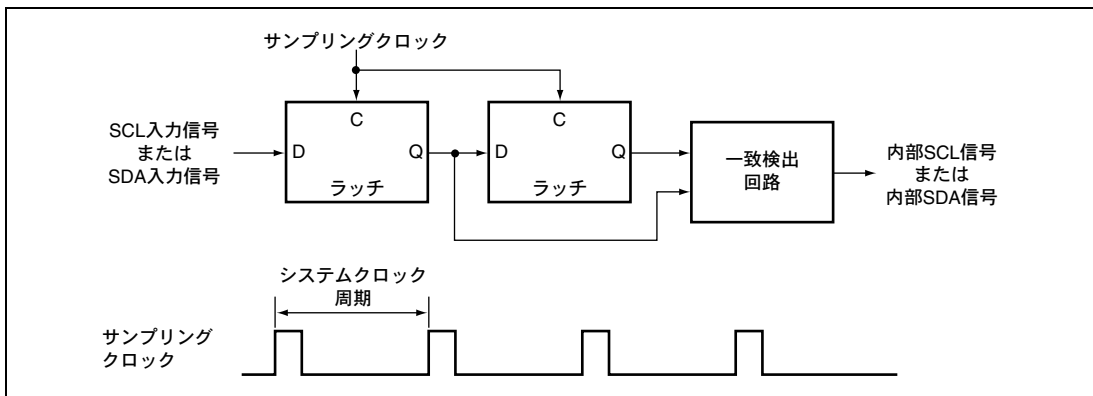 サンプリングクロック
SCL入力信号
または
SDA入力信号
C
D
Q
ラッチ
C
D
Q
ラッチ
一致検出
回路
内部SCL信号
または
内部SDA信号
システムクロック
周期
サンプリング
クロック